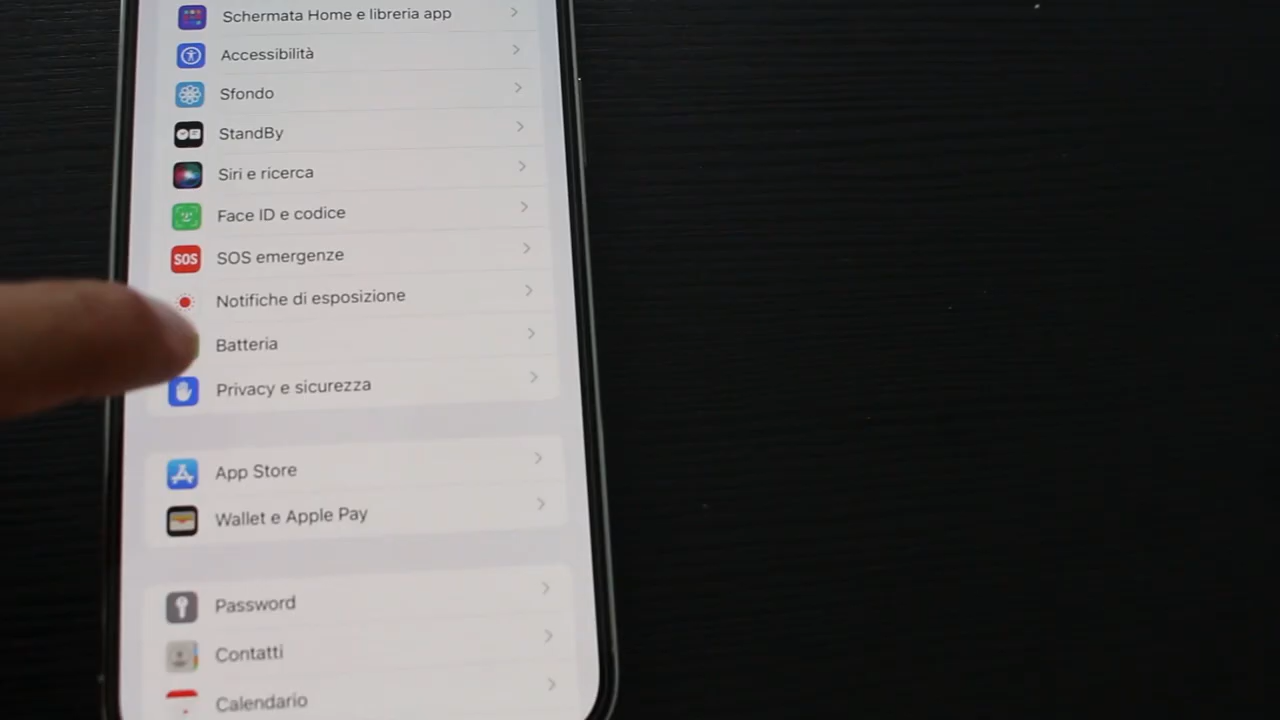 Schermata Home e libreria app
Accessibilità
Sfondo
StandBy
Siri e ricerca
Face ID e codice
SOS SOS emergenze
Notifiche di esposizione
Batteria
Privacy e sicurezza
App Store
Wallet e Apple Pay
Password
Contatti
Calendario